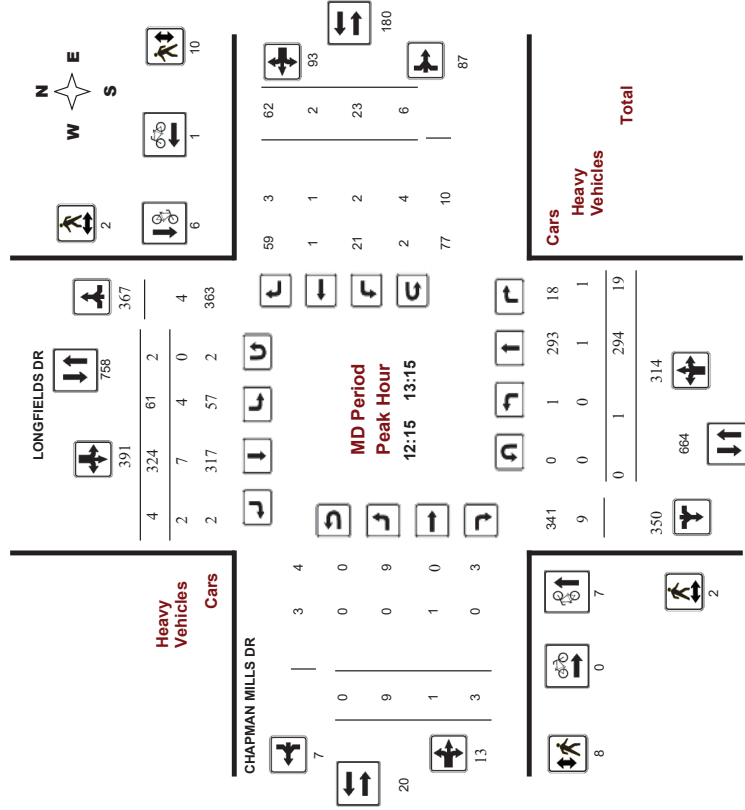 N
W E
S
10
1
2
6
LONGFIELDS DR
758
391
367
4 324 61 2
2 7 4 0 4
2 317 57 2 363
Heavy
Vehicles
Cars
180
93
87
62
2
23
6
3
1
2
4
10
59
1
21
2
77
MD Period
Peak Hour
12:15 13:15
CHAPMAN MILLS DR
3 4
0 0 0
9 0 9
1 1 0
3 0 3
7
20
13
Cars
Heavy
Vehicles
Total
341 0 1 293 18
9 0 0 1 1
0 1 294 19
350
664
314
8
0
7
2